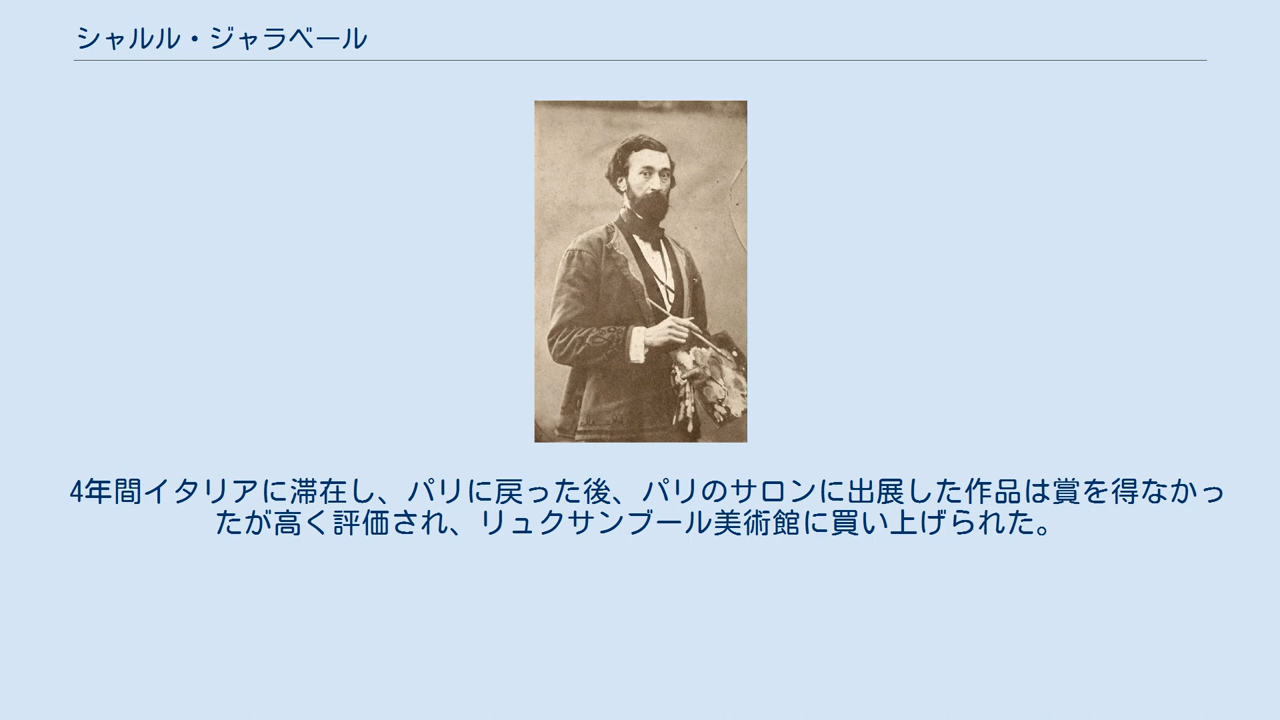 シャルル・ジャラベール
4年間イタリアに滞在し、パリに戻った後、パリのサロンに出展した作品は賞を得なかっ
たが高く評価され、リュクサンブール美術館に買い上げられた。